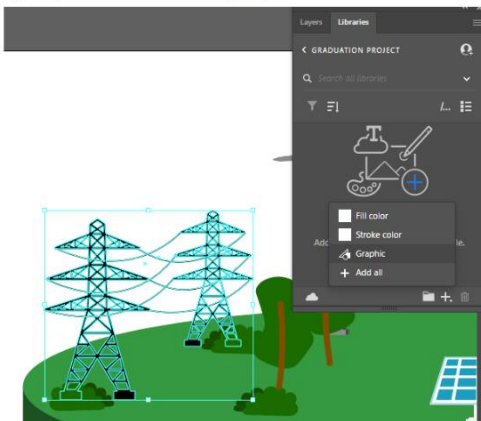 Layers Libraries
< GRADUATION PROJECT
Search all libraries
/...
T
Fill color
Stroke color
Graphic
+ Add all